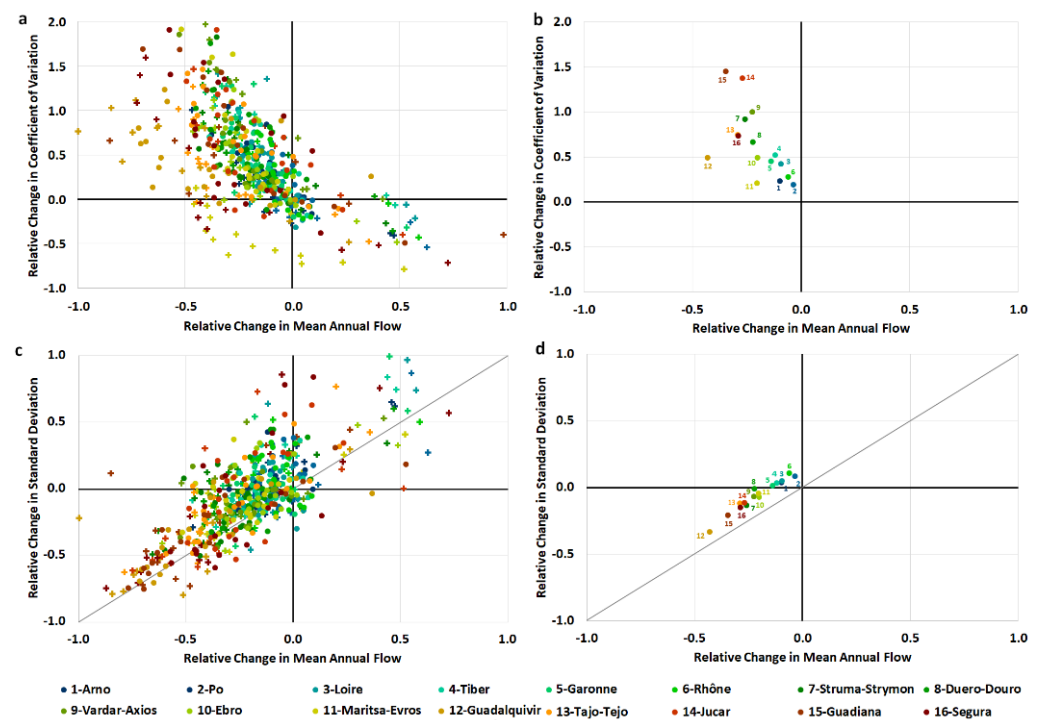 a
2.0
1.5
1.0
0.5
0.0
-0.5
-1.0
-1.0
-0.5
0.0
0.5
1.0
Relative Change in Coefficient of Variation
Relative Change in Mean Annual Flow
b
2.0
1.5
1.0
0.5
0.0
-0.5
-1.0
-1.0
-0.5
0.0
0.5
1.0
Relative Change in Coefficient of Variation
Relative Change in Mean Annual Flow
15
14
9
7
13
16
8
4
12
10
5
3
11
1
6
2
c
1.0
0.5
0.0
-0.5
-1.0
-1.0
-0.5
0.0
0.5
1.0
Relative Change in Standard Deviation
Relative Change in Mean Annual Flow
d
1.0
0.5
0.0
-0.5
-1.0
-1.0
-0.5
0.0
0.5
1.0
Relative Change in Standard Deviation
Relative Change in Mean Annual Flow
6
8
4
3
5
1
2
9
11
14
13
10
7
16
15
12
1-Arno
2-Po
3-Loire
4-Tiber
5-Garonne
6-Rhône
7-Struma-Strymon
8-Duero-Douro
9-Vardar-Axios
10-Ebro
11-Maritsa-Evros
12-Guadalquivir
13-Tajo-Tejo
14-Jucar
15-Guadiana
16-Segura